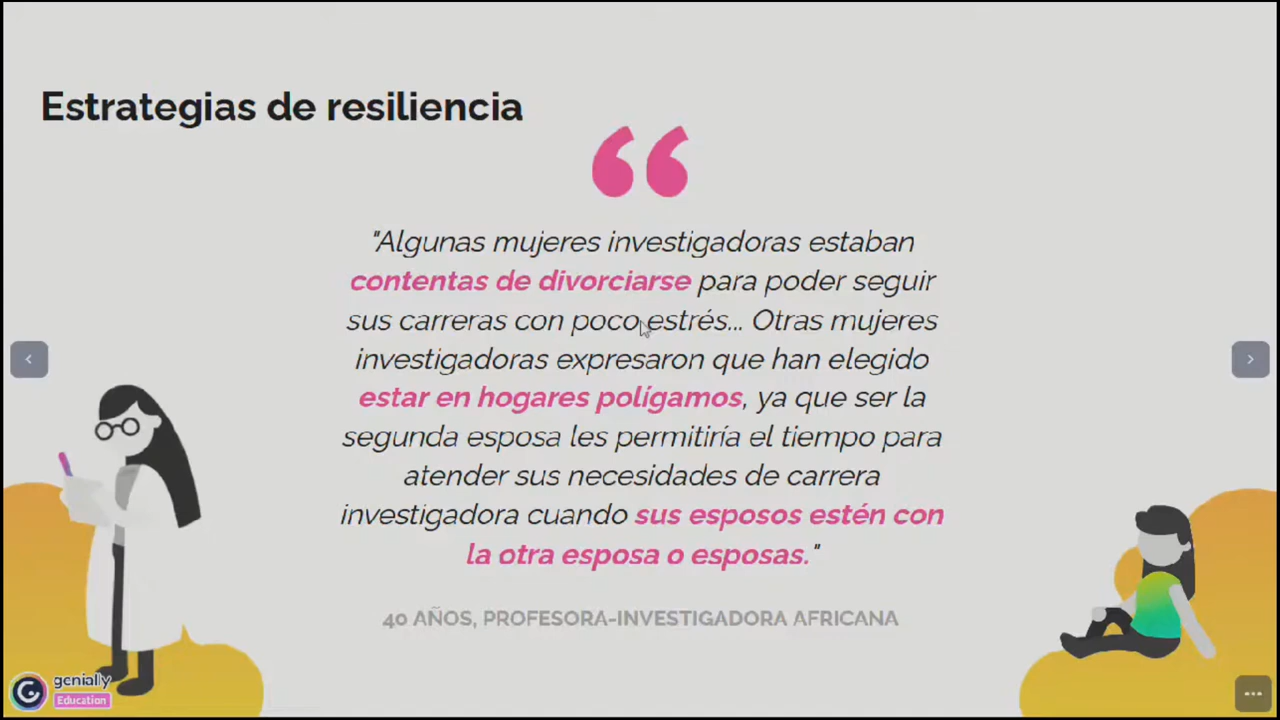 Estrategias de resiliencia
"Algunas mujeres investigadoras estaban
contentas de divorciarse para poder seguir
sus carreras con poco estrés... Otras mujeres
investigadoras expresaron que han elegido
estar en hogares polígamos, ya que ser la
segunda esposa les permitiría el tiempo para
atender sus necesidades de carrera
investigadora cuando sus esposos estén con
la otra esposa o esposas."
40 AÑOS, PROFESORA-INVESTIGADORA AFRICANA
genially
Education